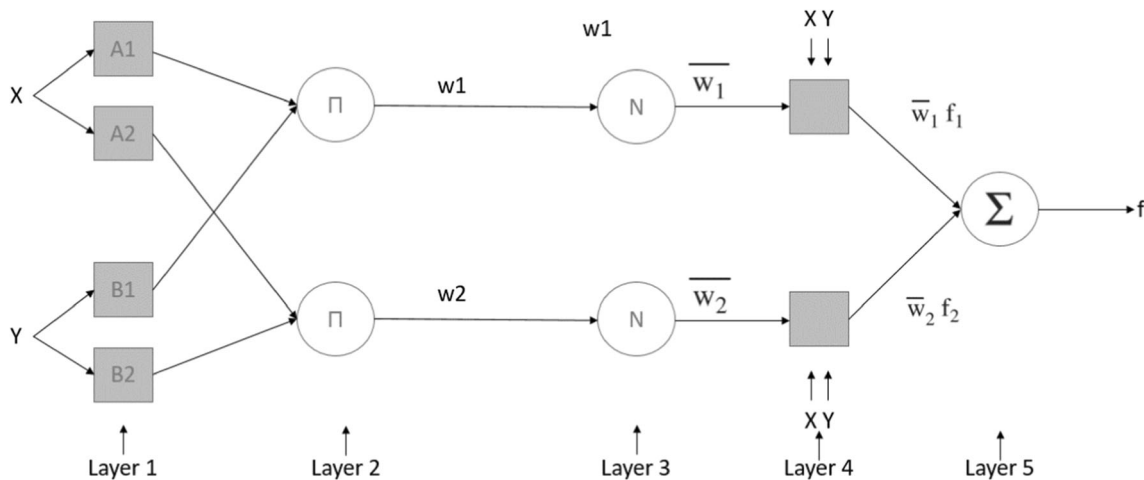 w1
X Y
A1
X
A2
Π
w1
N
w̅₁
w̅₁ f₁
Σ
f
B1
Y
B2
Π
w2
N
w̅₂
w̅₂ f₂
X Y
Layer 1
Layer 2
Layer 3
Layer 4
Layer 5